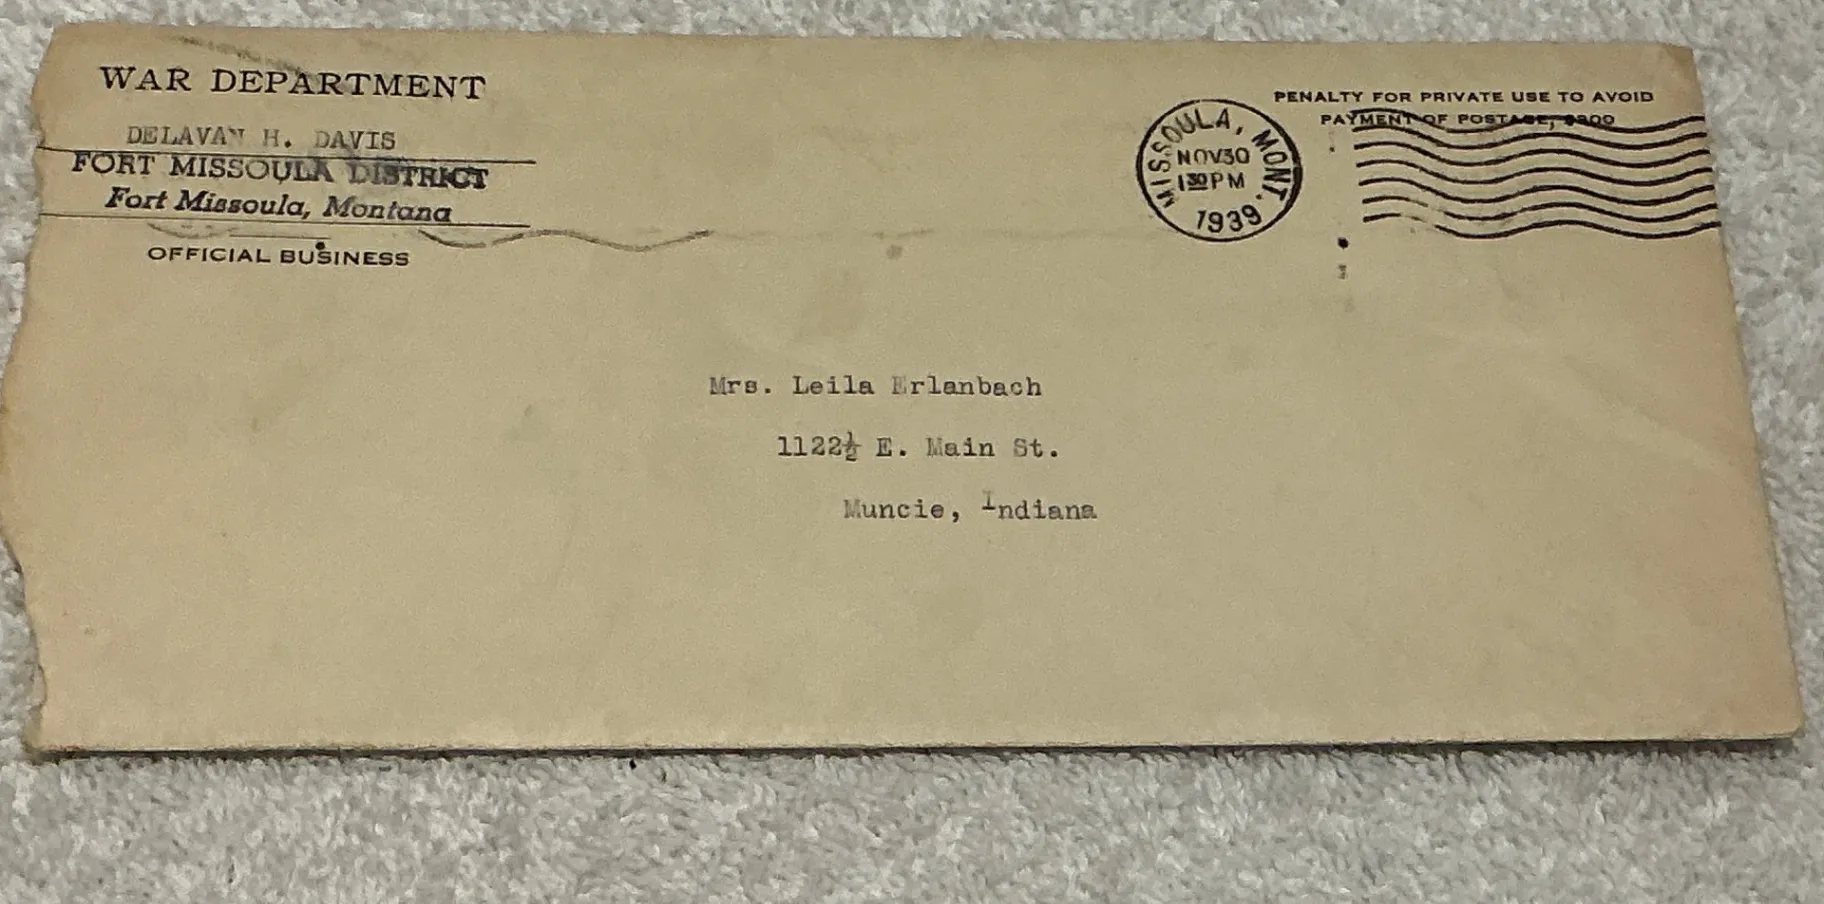 WAR DEPARTMENT
DELAVAN H. DAVIS
FORT MISSOULA DISTRICT
Fort Missoula, Montana
OFFICIAL BUSINESS
MISSOULA, MONT.
NOV 30
1 30 PM
1939
PENALTY FOR PRIVATE USE TO AVOID
PAYMENT OF POSTAGE, $300
Mrs. Leila Erlanbach
1122½ E. Main St.
Muncie, Indiana